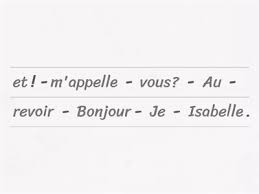 et ! - m'appelle - vous? - Au -
revoir - Bonjour - Je - Isabelle.